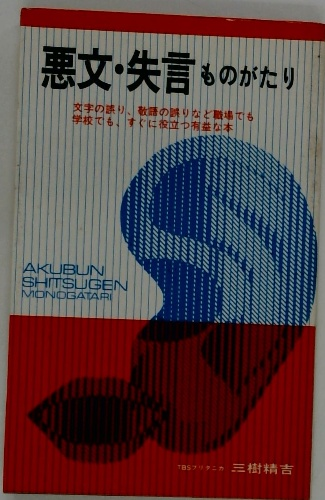 悪文・失言ものがたり
文字の誤り、敬語の誤りなど職場でも
学校でも、すぐに役立つ有益な本
AKUBUN
SHITSUGEN
MONOGATARI
TBSブリタニカ 三樹精吉